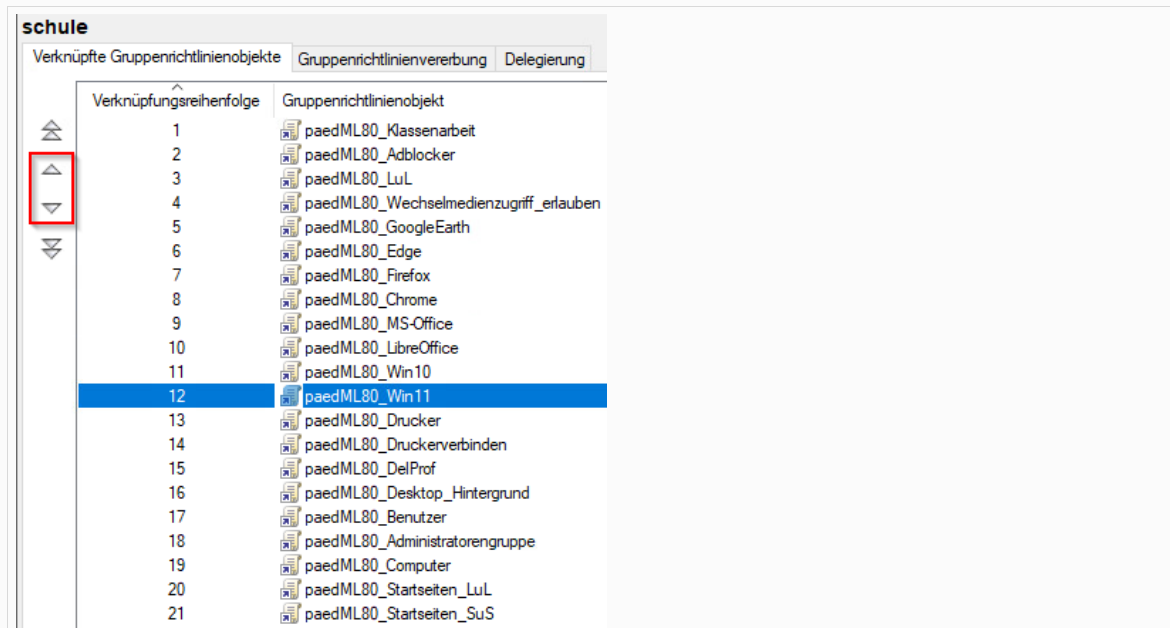 schule
Verknüpfte Gruppenrichtlinienobjekte Gruppenrichtlinienvererbung Delegierung
Verknüpfungsreihenfolge Gruppenrichtlinienobjekt
1 paedML80_Klassenarbeit
2 paedML80_Adblocker
3 paedML80_LuL
4 paedML80_Wechselmedienzugriff_erlauben
5 paedML80_GoogleEarth
6 paedML80_Edge
7 paedML80_Firefox
8 paedML80_Chrome
9 paedML80_MS-Office
10 paedML80_LibreOffice
11 paedML80_Win10
12 paedML80_Win11
13 paedML80_Drucker
14 paedML80_Druckerverbinden
15 paedML80_DelProf
16 paedML80_Desktop_Hintergrund
17 paedML80_Benutzer
18 paedML80_Administratorengruppe
19 paedML80_Computer
20 paedML80_Startseiten_LuL
21 paedML80_Startseiten_SuS